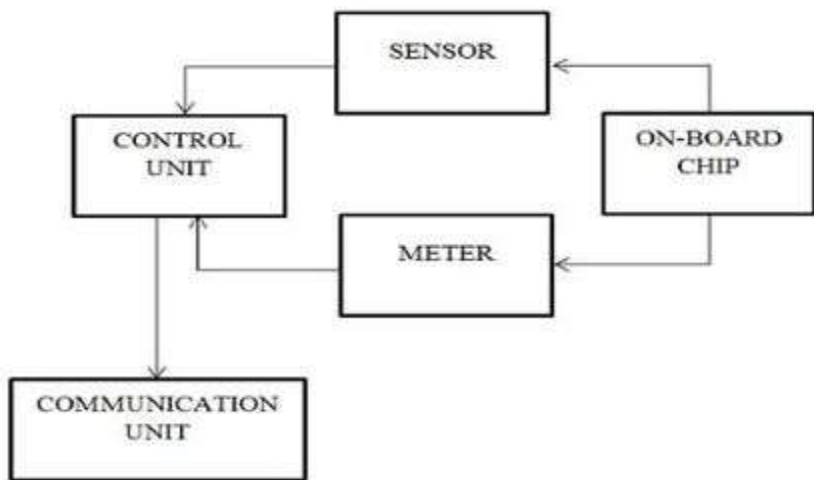 SENSOR
CONTROL
UNIT
ON-BOARD
CHIP
METER
COMMUNICATION
UNIT